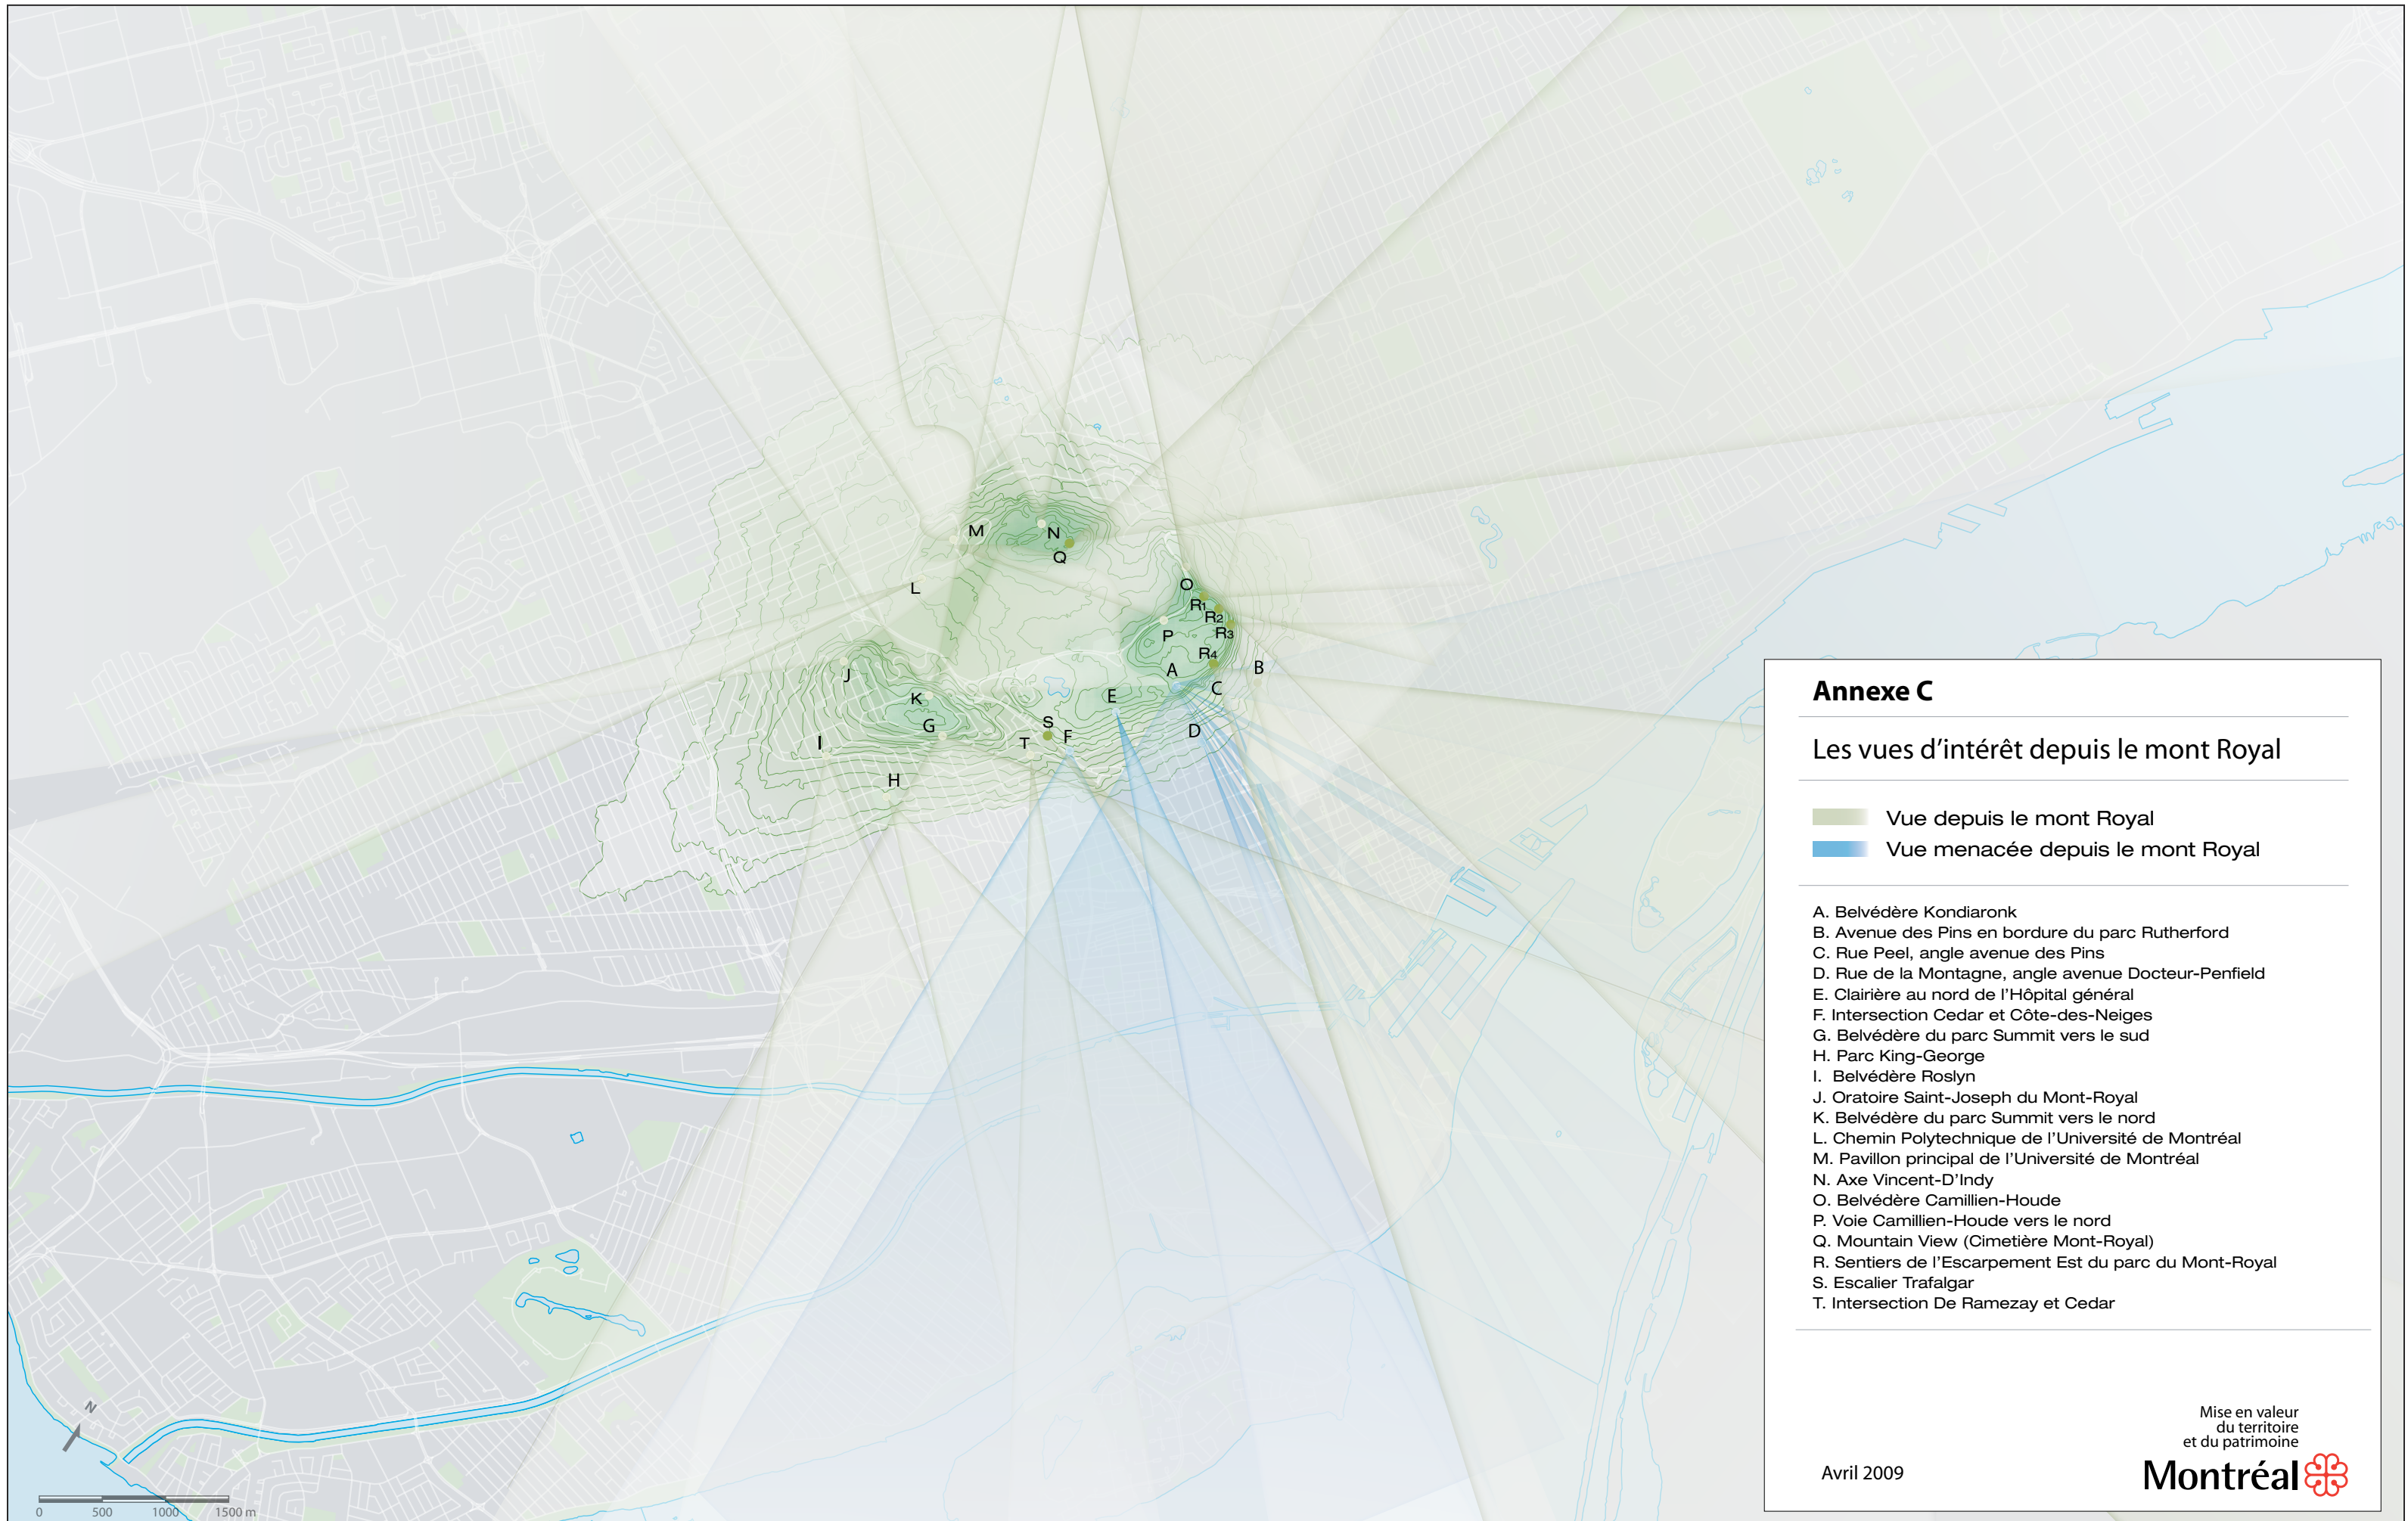 M
N
Q
L
O
R1
R2
R3
P
R4
A
B
J
K
E
C
G
S
I
T
F
D
H
N
0 500 1000 1500 m
Annexe C
Les vues d'intérêt depuis le mont Royal
Vue depuis le mont Royal
Vue menacée depuis le mont Royal
A. Belvédère Kondiaronk
B. Avenue des Pins en bordure du parc Rutherford
C. Rue Peel, angle avenue des Pins
D. Rue de la Montagne, angle avenue Docteur-Penfield
E. Clairière au nord de l'Hôpital général
F. Intersection Cedar et Côte-des-Neiges
G. Belvédère du parc Summit vers le sud
H. Parc King-George
I. Belvédère Roslyn
J. Oratoire Saint-Joseph du Mont-Royal
K. Belvédère du parc Summit vers le nord
L. Chemin Polytechnique de l'Université de Montréal
M. Pavillon principal de l'Université de Montréal
N. Axe Vincent-D'Indy
O. Belvédère Camillien-Houde
P. Voie Camillien-Houde vers le nord
Q. Mountain View (Cimetière Mont-Royal)
R. Sentiers de l'Escarpement Est du parc du Mont-Royal
S. Escalier Trafalgar
T. Intersection De Ramezay et Cedar
Mise en valeur
du territoire
et du patrimoine
Avril 2009
Montréal